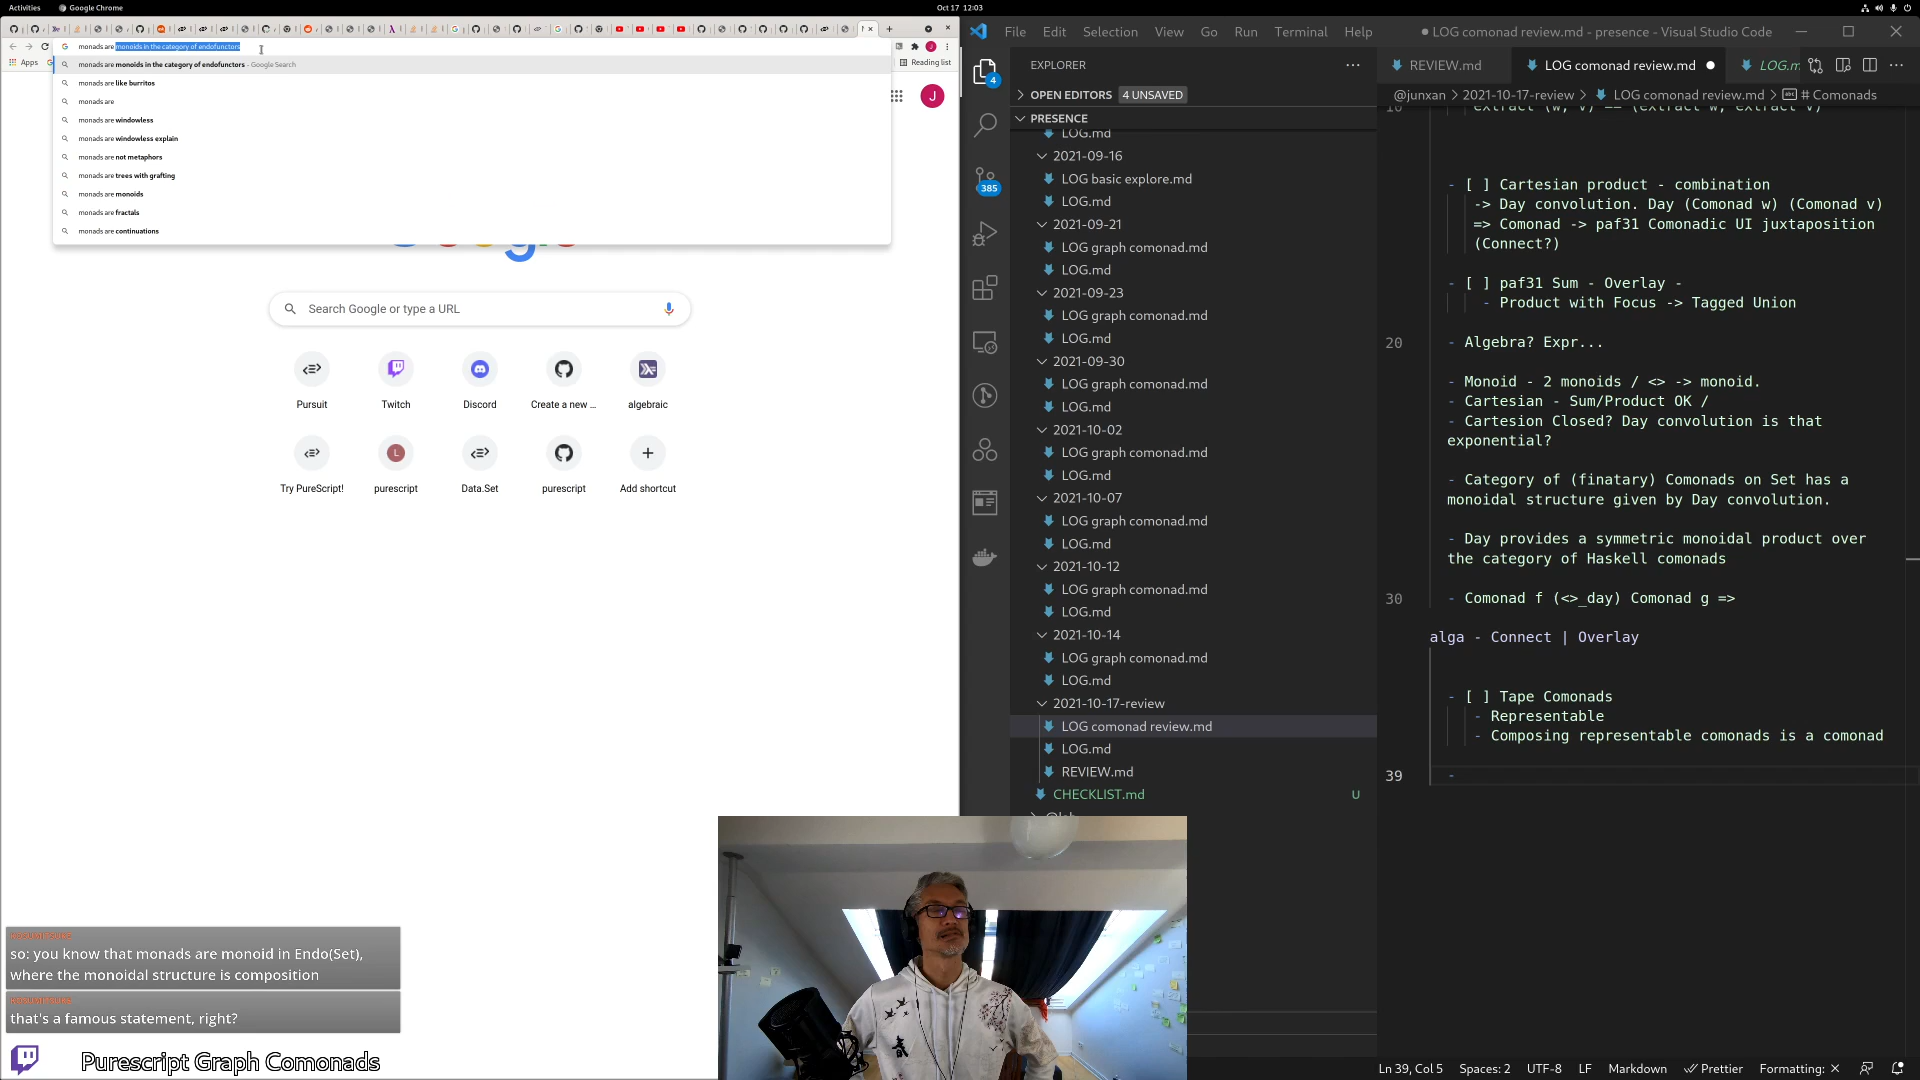 Activities
Google Chrome
Oct 17 12:03
monads are monoids in the category of endofunctors
Apps
Reading list
monads are monoids in the category of endofunctors - Google Search
monads are like burritos
monads are
monads are windowless
monads are windowless explain
monads are not metaphors
monads are trees with grafting
monads are monoids
monads are fractals
monads are continuations
J
Search Google or type a URL
Pursuit
Twitch
Discord
Create a new ...
algebraic
L
Try PureScript!
purescript
Data.Set
purescript
Add shortcut
so: you know that monads are monoid in Endo(Set),
where the monoidal structure is composition
that's a famous statement, right?
Purescript Graph Comonads
File Edit Selection View Go Run Terminal Help
● LOG comonad review.md - presence - Visual Studio Code
4
385
EXPLORER
OPEN EDITORS 4 UNSAVED
PRESENCE
LOG.md
2021-09-16
LOG basic explore.md
LOG.md
2021-09-21
LOG graph comonad.md
LOG.md
2021-09-23
LOG graph comonad.md
LOG.md
2021-09-30
LOG graph comonad.md
LOG.md
2021-10-02
LOG graph comonad.md
LOG.md
2021-10-07
LOG graph comonad.md
LOG.md
2021-10-12
LOG graph comonad.md
LOG.md
2021-10-14
LOG graph comonad.md
LOG.md
2021-10-17-review
LOG comonad review.md
LOG.md
REVIEW.md
CHECKLIST.md U
REVIEW.md
LOG comonad review.md
LOG.m
@junxan > 2021-10-17-review > LOG comonad review.md > # Comonads
extract (w, v) == (extract w, extract v)
- [ ] Cartesian product - combination
-> Day convolution. Day (Comonad w) (Comonad v)
=> Comonad -> paf31 Comonadic UI juxtaposition
(Connect?)
- [ ] paf31 Sum - Overlay -
- Product with Focus -> Tagged Union
20 - Algebra? Expr...
- Monoid - 2 monoids / <> -> monoid.
- Cartesian - Sum/Product OK /
- Cartesion Closed? Day convolution is that
exponential?
- Category of (finatary) Comonads on Set has a
monoidal structure given by Day convolution.
- Day provides a symmetric monoidal product over
the category of Haskell comonads
30 - Comonad f (<>_day) Comonad g =>
alga - Connect | Overlay
- [ ] Tape Comonads
- Representable
- Composing representable comonads is a comonad
39 -
Ln 39, Col 5 Spaces: 2 UTF-8 LF Markdown Prettier Formatting: ×